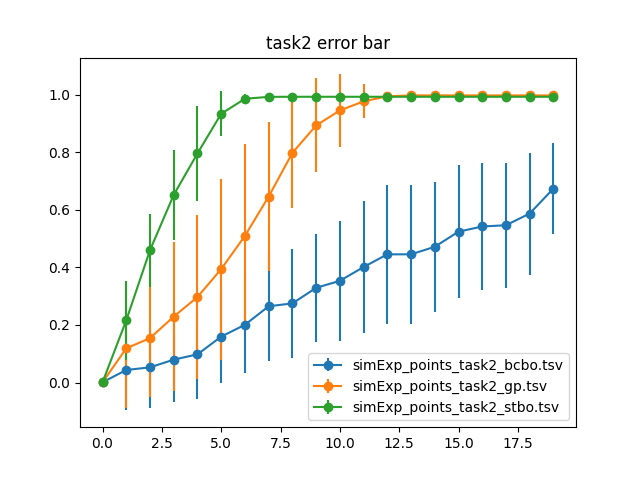 task2 error bar
1.0
0.8
0.6
0.4
0.2
0.0
simExp_points_task2_bcbo.tsv
simExp_points_task2_gp.tsv
simExp_points_task2_stbo.tsv
0.0 2.5 5.0 7.5 10.0 12.5 15.0 17.5